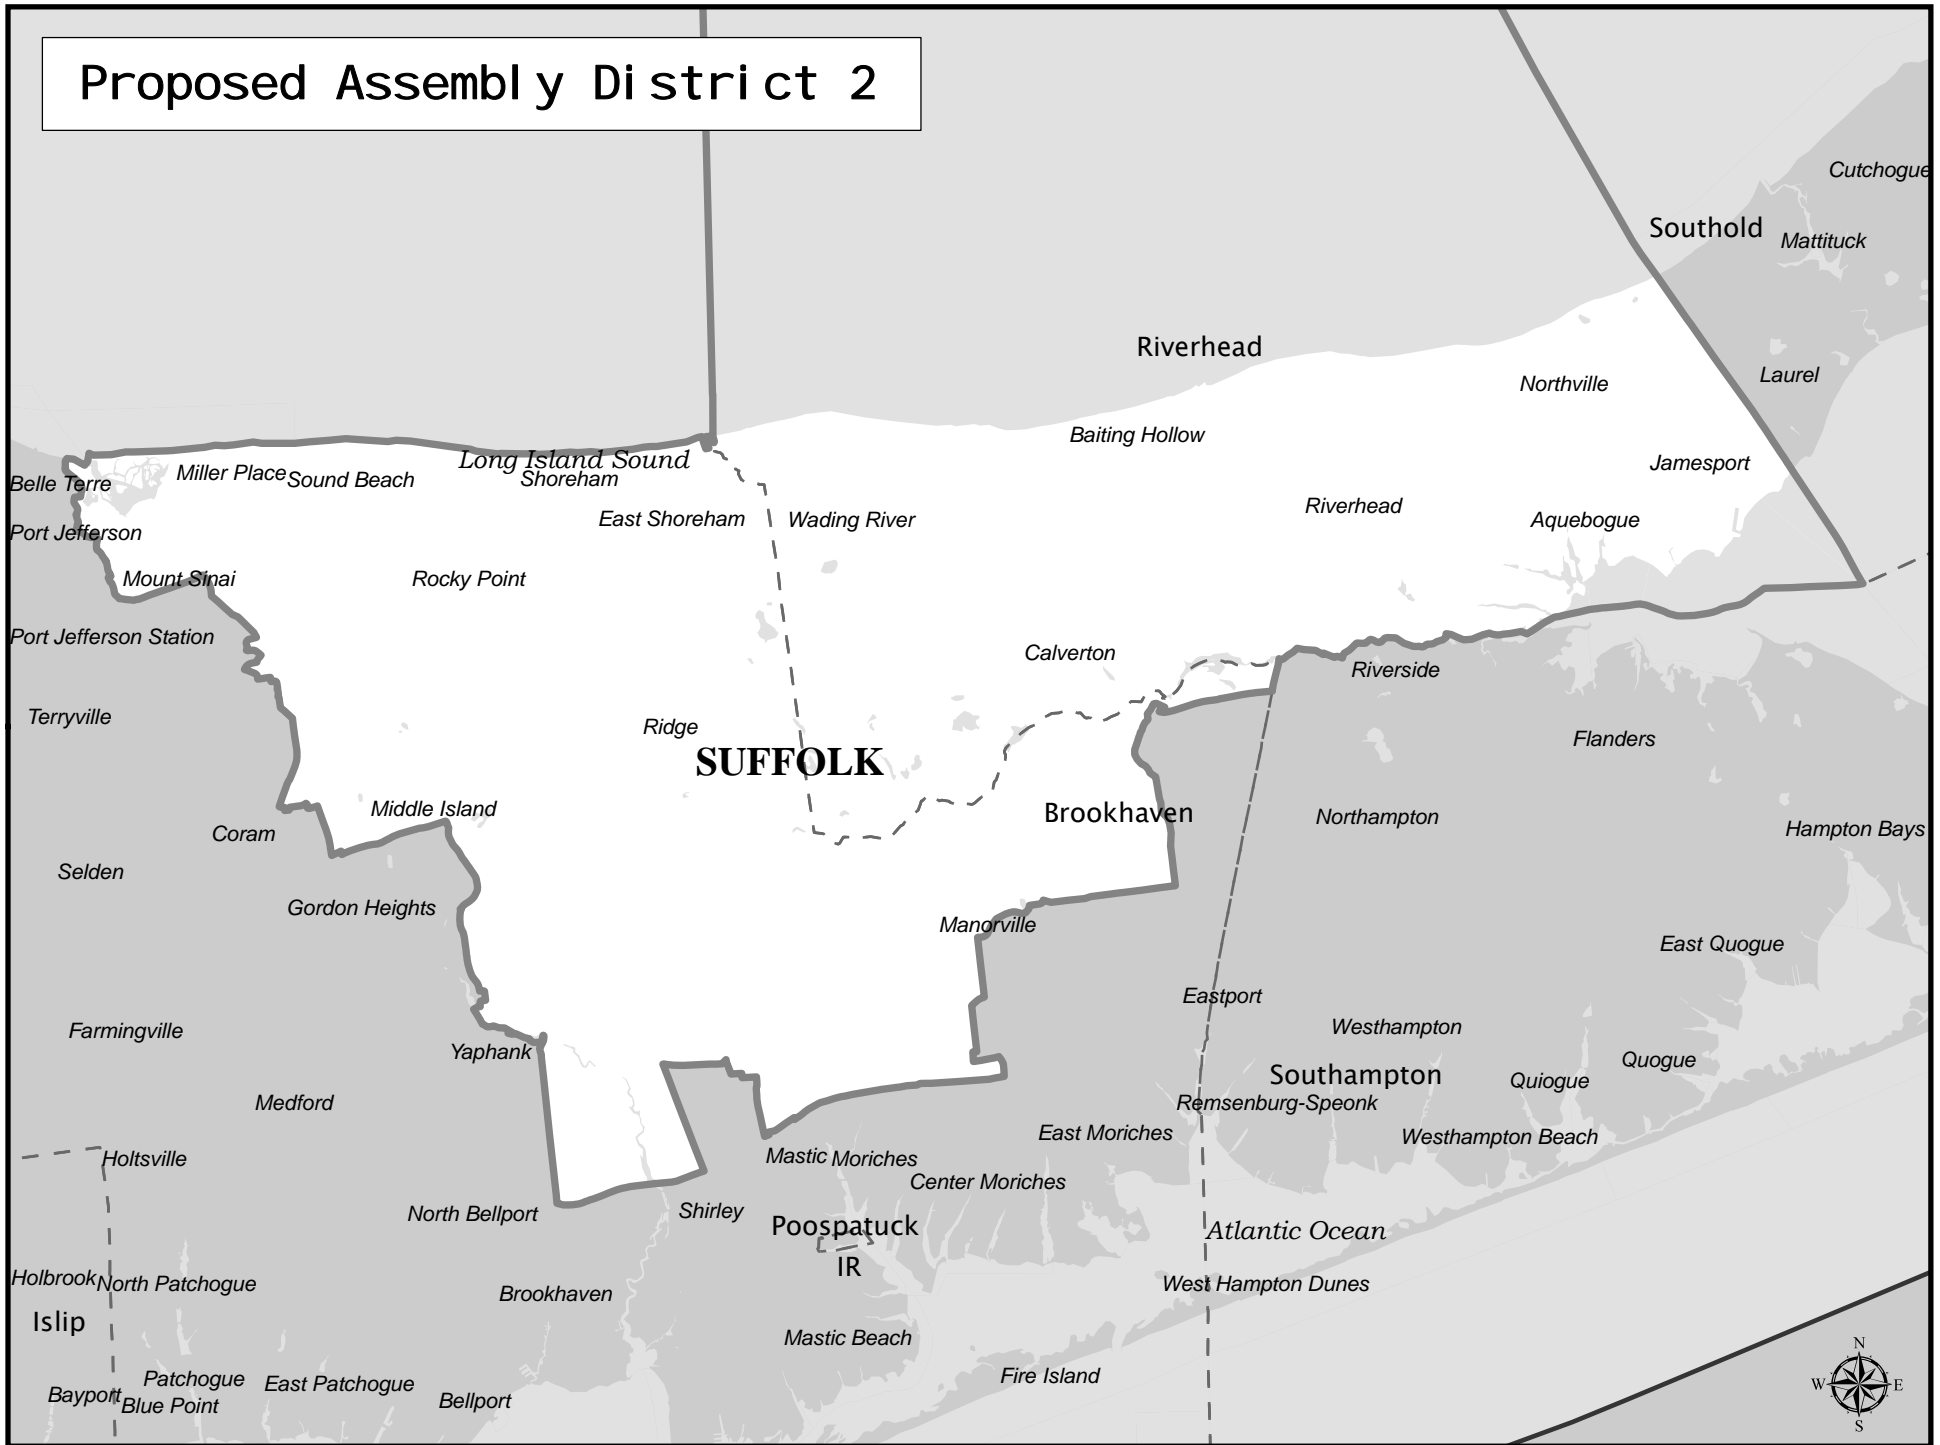 Proposed Assembly District 2
Cutchogue
Southold
Mattituck
Riverhead
Laurel
Northville
Baiting Hollow
Jamesport
Long Island Sound
Miller Place
Sound Beach
Shoreham
Belle Terre
East Shoreham
Wading River
Riverhead
Aquebogue
Port Jefferson
Mount Sinai
Rocky Point
Port Jefferson Station
Calverton
Riverside
Terryville
Ridge
Flanders
SUFFOLK
Middle Island
Brookhaven
Northampton
Hampton Bays
Coram
Selden
Gordon Heights
Manorville
East Quogue
Eastport
Farmingville
Westhampton
Yaphank
Quogue
Southampton
Quiogue
Medford
Remsenburg-Speonk
East Moriches
Westhampton Beach
Holtsville
Mastic
Moriches
Center Moriches
North Bellport
Shirley
Poospatuck
IR
Atlantic Ocean
Holbrook
North Patchogue
West Hampton Dunes
Brookhaven
Islip
Mastic Beach
Fire Island
Patchogue
East Patchogue
Bayport
Blue Point
Bellport
N
W
E
S